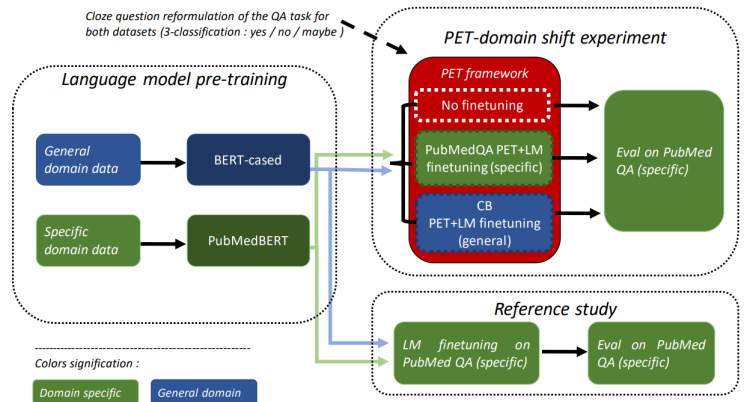 Cloze question reformulation of the QA task for
both datasets (3-classification : yes / no / maybe )
PET-domain shift experiment
Language model pre-training
PET framework
No finetuning
General
domain data
BERT-cased
PubMedQA PET+LM
finetuning (specific)
Eval on PubMed
QA (specific)
Specific
domain data
PubMedBERT
CB
PET+LM finetuning
(general)
Reference study
LM finetuning on
PubMed QA (specific)
Eval on PubMed
QA (specific)
Colors signification :
Domain specific
General domain